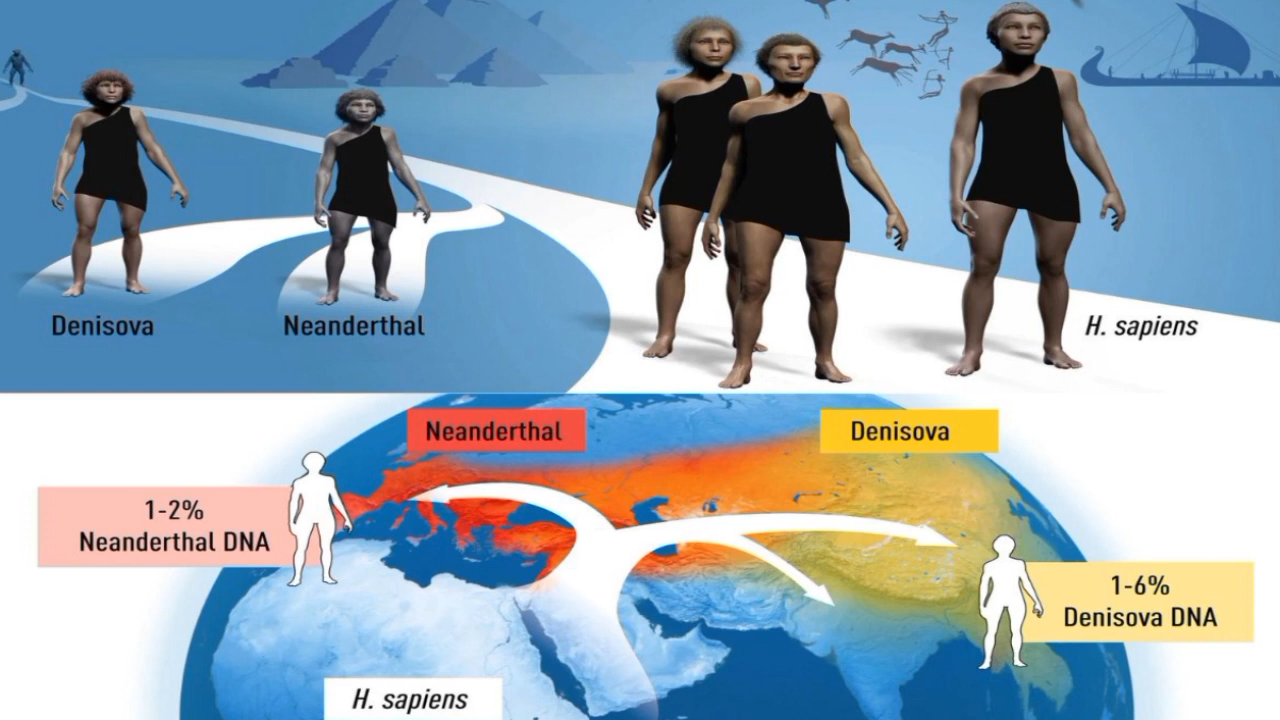 Denisova
Neanderthal
H. sapiens
Neanderthal
Denisova
1-2%
Neanderthal DNA
1-6%
Denisova DNA
H. sapiens